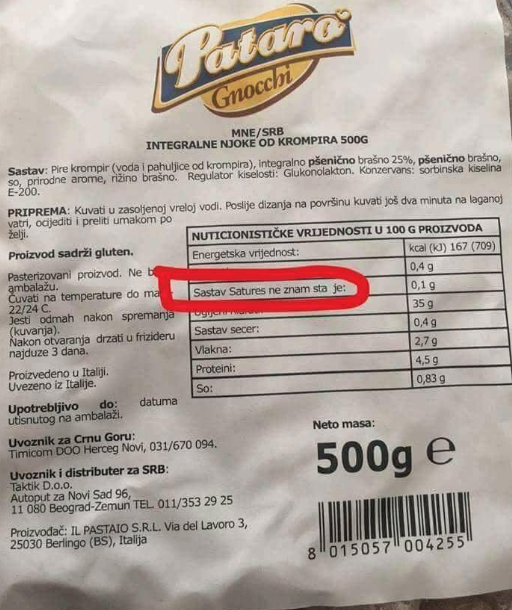 Pataro
Gnocchi
MNE/SRB
INTEGRALNE NJOKE OD KROMPIRA 500G
Sastav: Pire krompir (voda i pahuljice od krompira), integralno pšenično brašno 25%, pšenično brašno,
so, prirodne arome, rižino brašno. Regulator kiselosti: Glukonolakton. Konzervans: sorbinska kiselina
E-200.
PRIPREMA: Kuvati u zasoljenoj vreloj vodi. Poslije dizanja na površinu kuvati još dva minuta na laganoj
vatri, ocijediti i preliti umakom po
želji.
Proizvod sadrži gluten.
Pasterizovani proizvod. Ne b
ambalažu.
Čuvati na temperature do ma
22/24 C.
Jesti odmah nakon spremanja
(kuvanja).
Nakon otvaranja drzati u frizideru
najduze 3 dana.
Proizvedeno u Italiji.
Uvezeno iz Italije.
Upotrebljivo do: datuma
utisnutog na ambalaži.
Uvoznik za Crnu Goru:
Timicom DOO Herceg Novi, 031/670 094.
Uvoznik i distributer za SRB:
Taktik D.o.o.
Autoput za Novi Sad 96,
11 080 Beograd-Zemun TEL. 011/353 29 25
Proizvođač: IL PASTAIO S.R.L. Via del Lavoro 3,
25030 Berlingo (BS), Italija
NUTICIONISTIČKE VRIJEDNOSTI U 100 G PROIZVODA
Energetska vrijednost: kcal (kJ) 167 (709)
0,4 g
Sastav Satures ne znam sta je: 0,1 g
35 g
Sastav secer: 0,4 g
Vlakna: 2,7 g
Proteini: 4,5 g
So: 0,83 g
Neto masa:
500g e
8 015057 004255